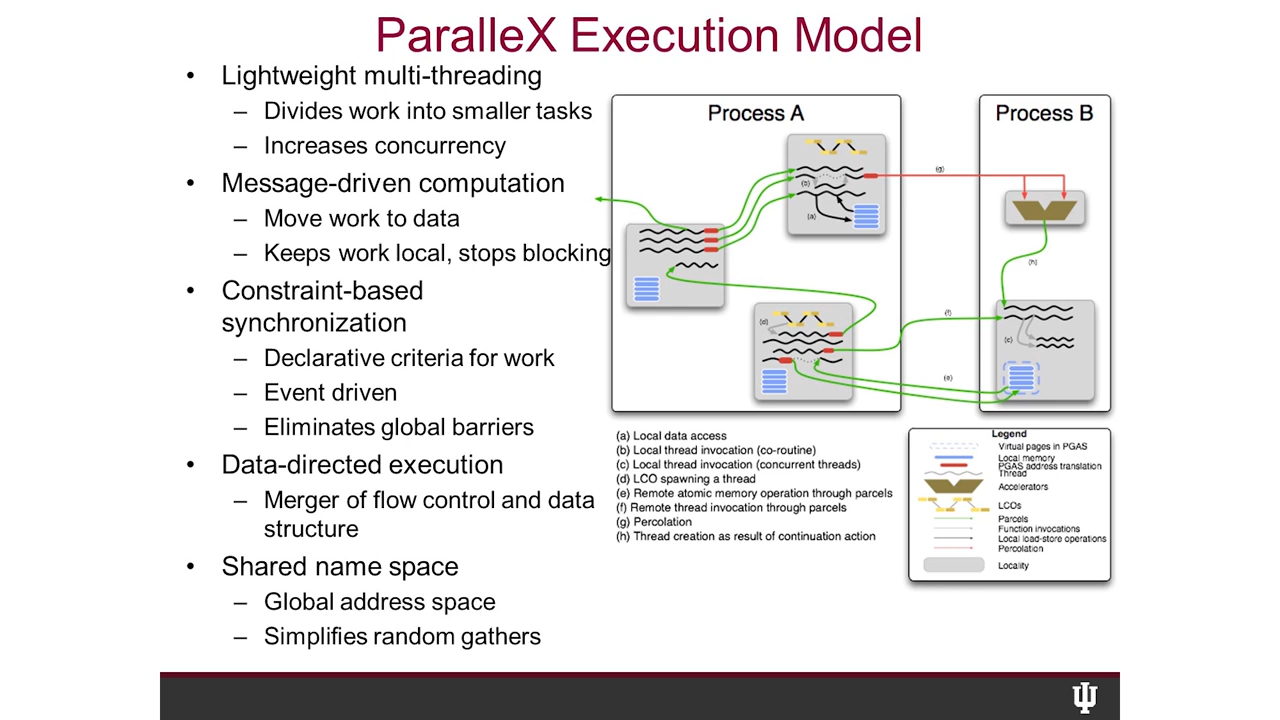 ParalleX Execution Model
• Lightweight multi-threading
– Divides work into smaller tasks
– Increases concurrency
• Message-driven computation
– Move work to data
– Keeps work local, stops blocking
• Constraint-based
synchronization
– Declarative criteria for work
– Event driven
– Eliminates global barriers
• Data-directed execution
– Merger of flow control and data
structure
• Shared name space
– Global address space
– Simplifies random gathers
Process A
Process B
(g)
(b)
(a)
(h)
(d)
(f)
(c)
(e)
(a) Local data access
(b) Local thread invocation (co-routine)
(c) Local thread invocation (concurrent threads)
(d) LCO spawning a thread
(e) Remote atomic memory operation through parcels
(f) Remote thread invocation through parcels
(g) Percolation
(h) Thread creation as result of continuation action
Legend
Virtual pages in PGAS
Local memory
PGAS address translation
Thread
Accelerators
LCOs
Parcels
Function invocations
Local load-store operations
Percolation
Locality